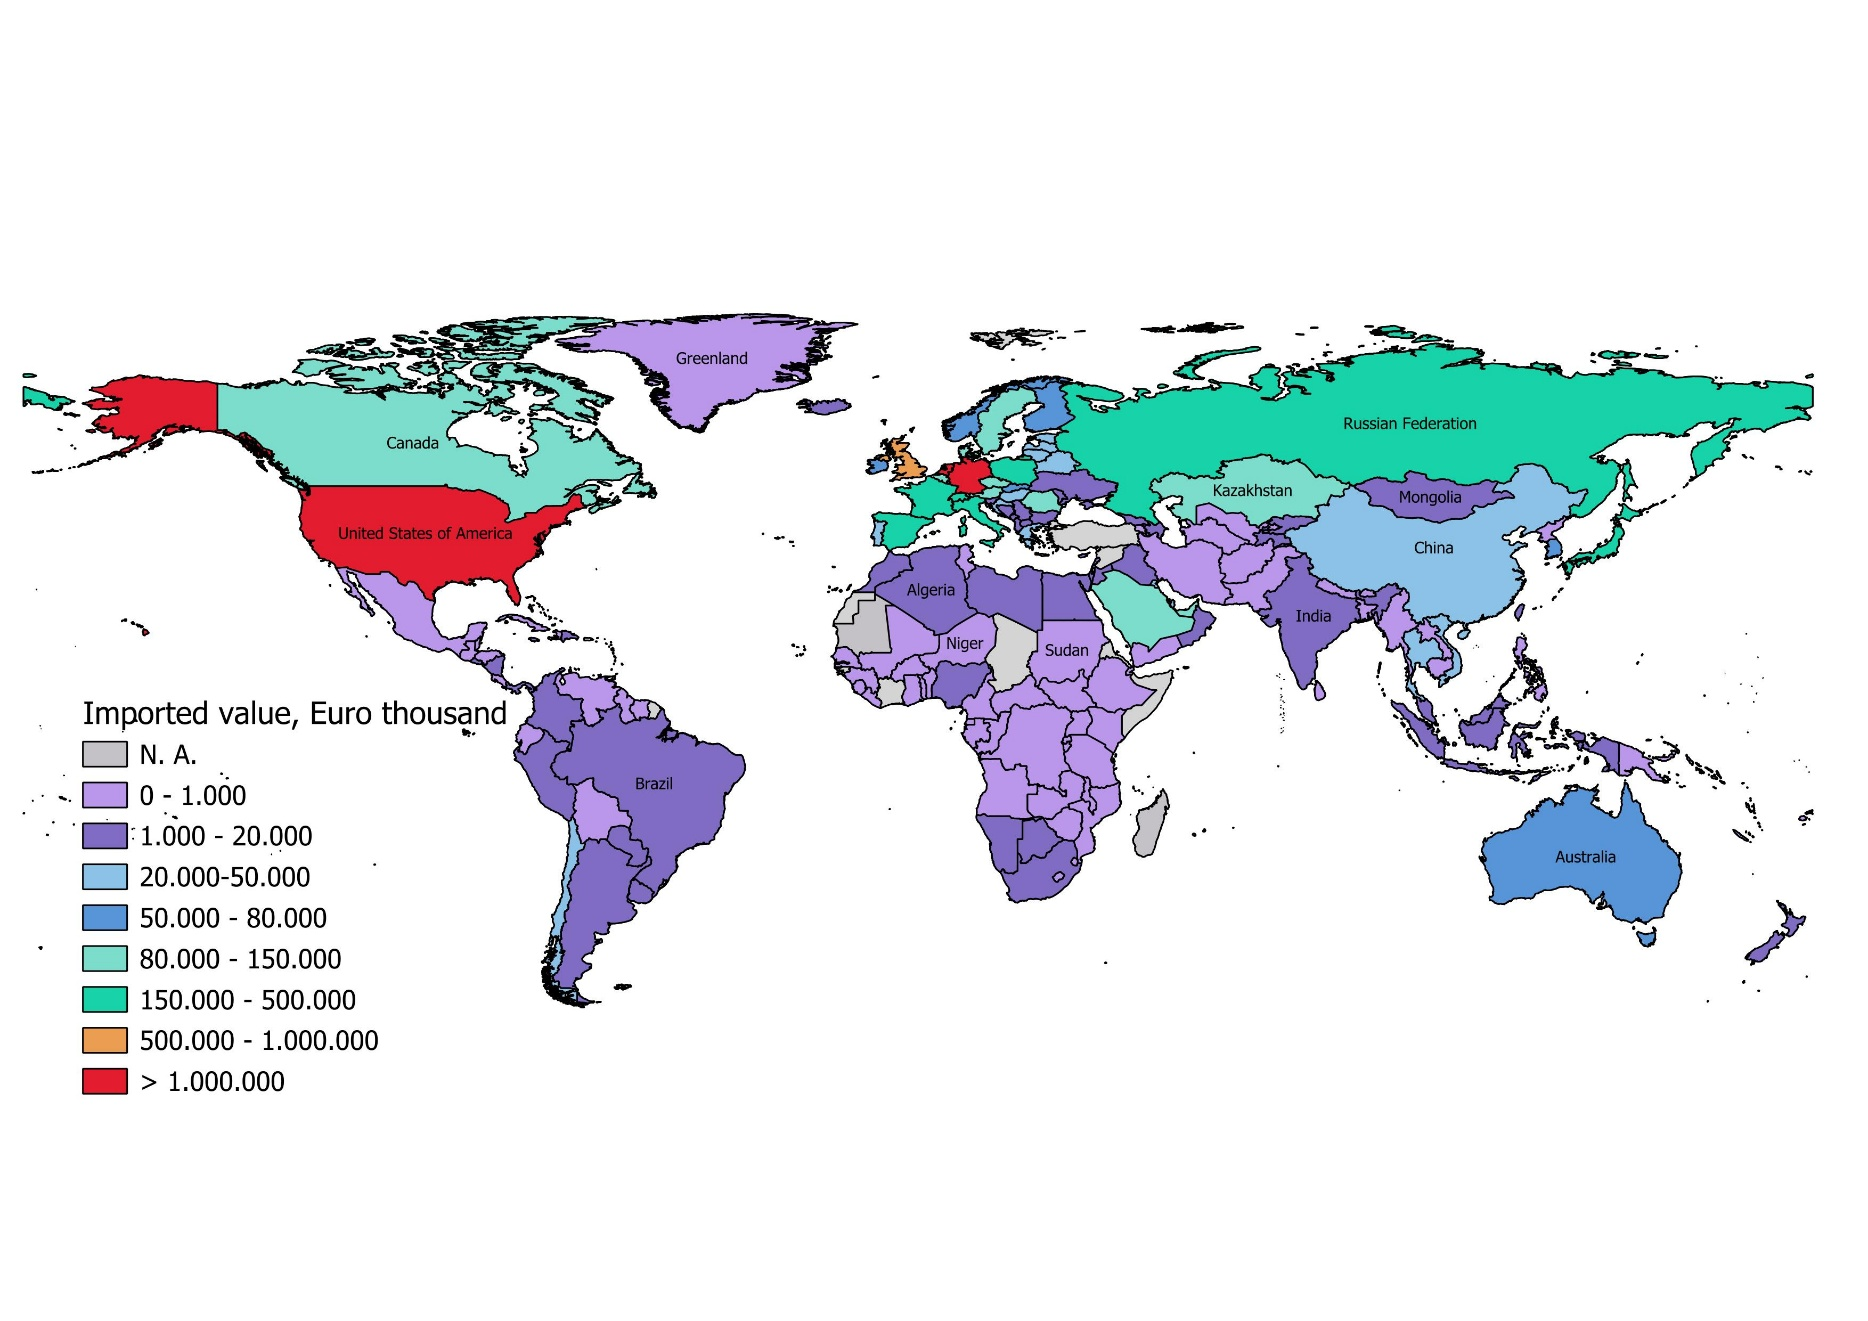 Greenland
Russian Federation
Canada
Kazakhstan
Mongolia
United States of America
China
Algeria
India
Niger
Sudan
Imported value, Euro thousand
N. A.
0 - 1.000
Brazil
1.000 - 20.000
Australia
20.000-50.000
50.000 - 80.000
80.000 - 150.000
150.000 - 500.000
500.000 - 1.000.000
> 1.000.000